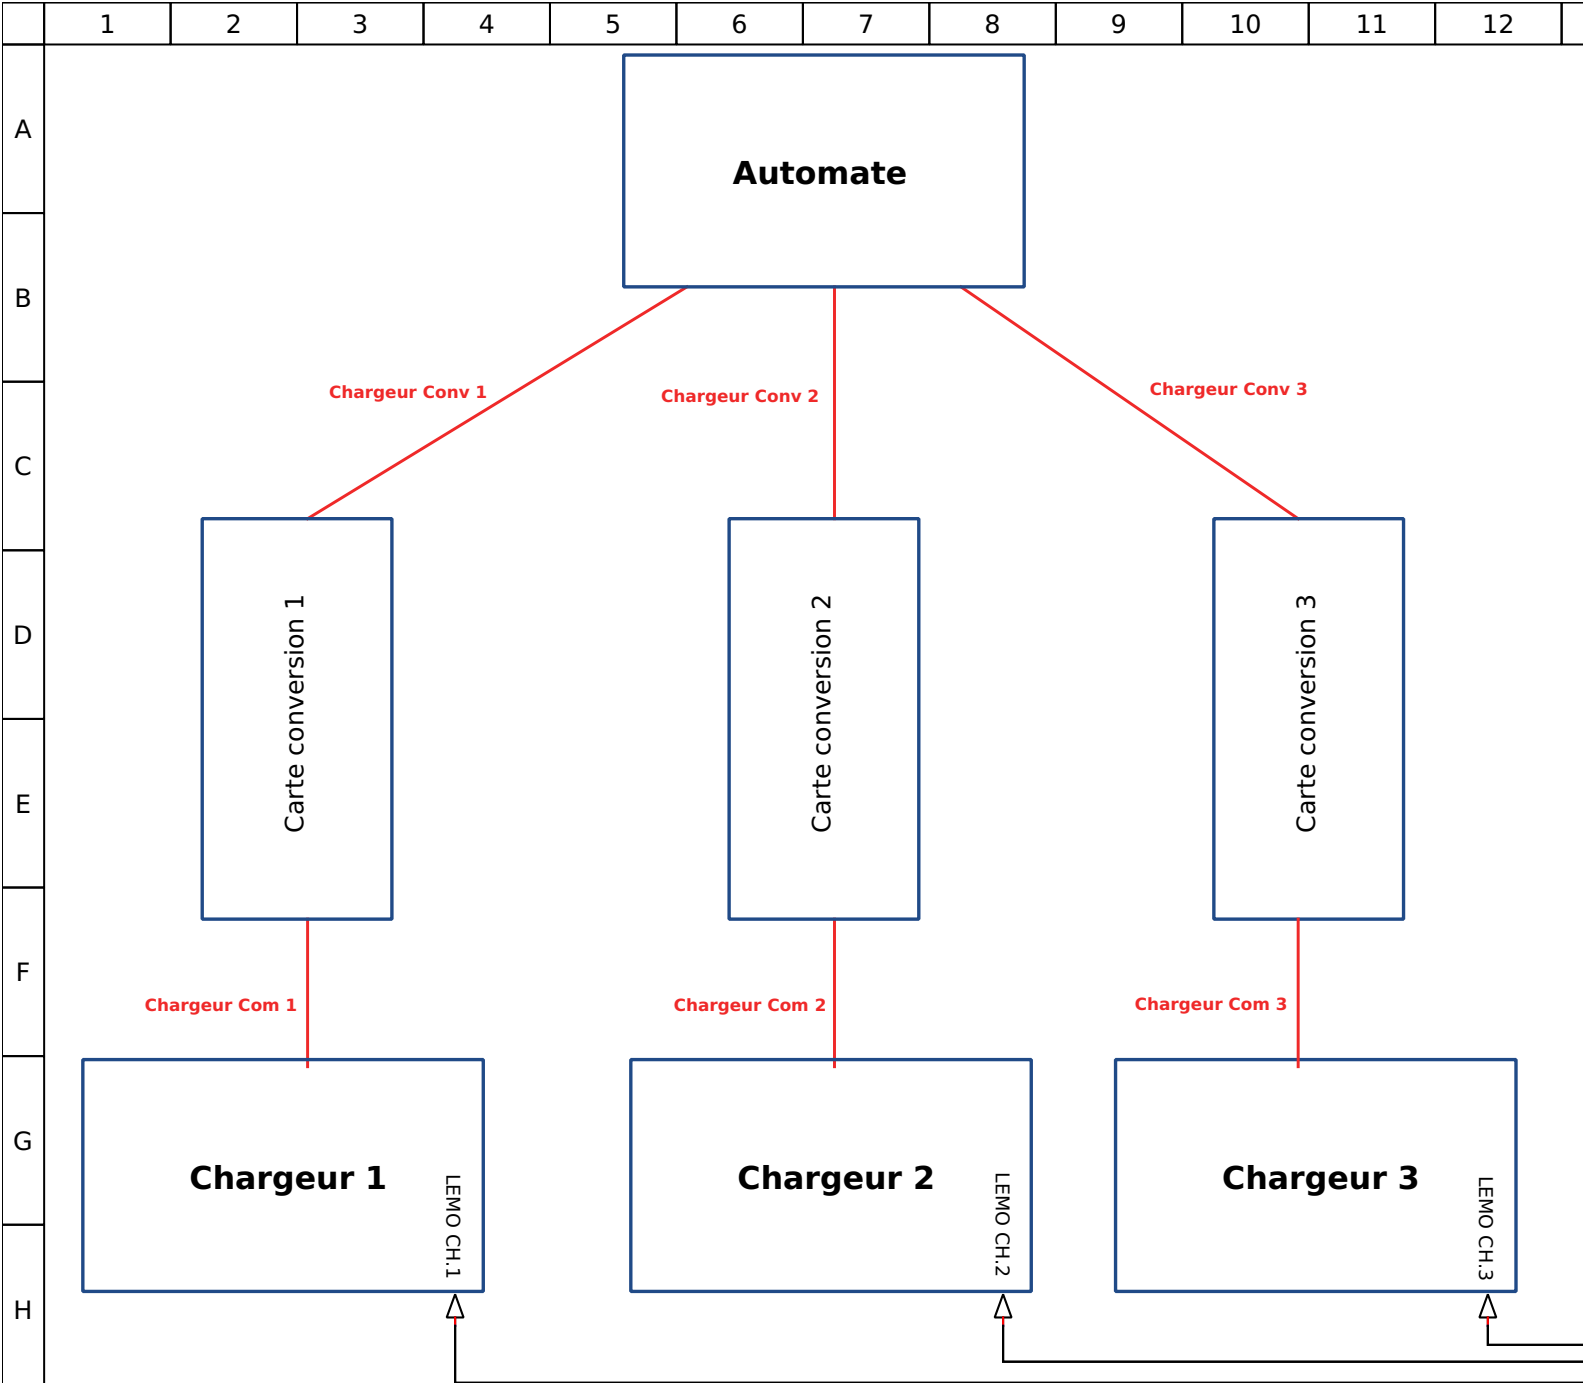 1 2 3 4 5 6 7 8 9 10 11 12
A
Automate
B
Chargeur Conv 1
Chargeur Conv 2
Chargeur Conv 3
C
D
Carte conversion 1
Carte conversion 2
Carte conversion 3
E
F
Chargeur Com 1
Chargeur Com 2
Chargeur Com 3
G
Chargeur 1
LEMO CH.1
Chargeur 2
LEMO CH.2
Chargeur 3
LEMO CH.3
H